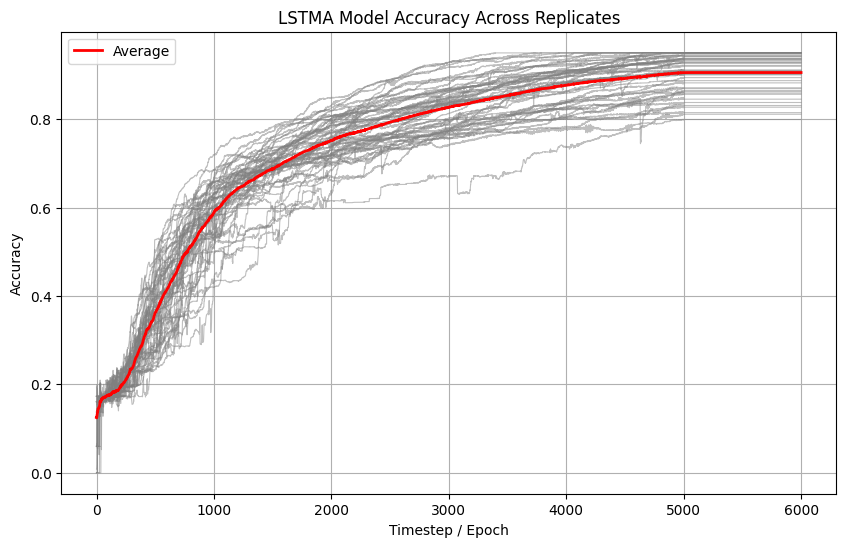 LSTMA Model Accuracy Across Replicates
Average
Accuracy
0.8
0.6
0.4
0.2
0.0
0 1000 2000 3000 4000 5000 6000
Timestep / Epoch